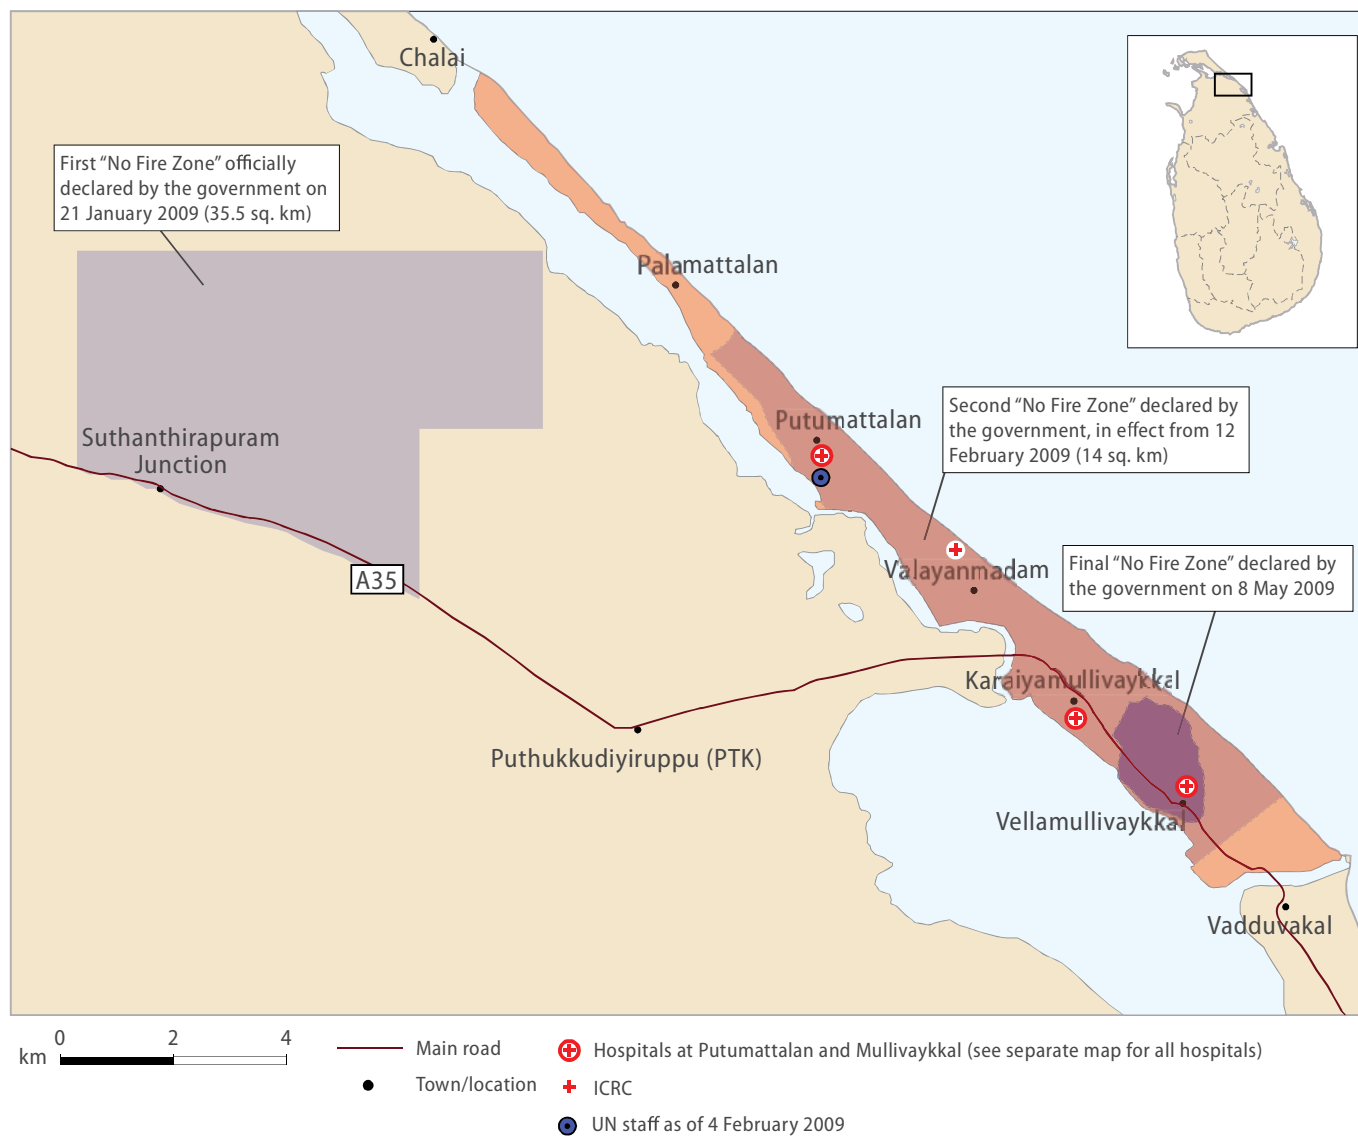 Chalai
First “No Fire Zone” officially
declared by the government on
21 January 2009 (35.5 sq. km)
Palamattalan
Second “No Fire Zone” declared by
the government, in effect from 12
February 2009 (14 sq. km)
Putumattalan
Suthanthirapuram
Junction
Final “No Fire Zone” declared by
the government on 8 May 2009
Valayanmadam
A35
Karaiyamullivaykkal
Puthukkudiyiruppu (PTK)
Vellamullivaykkal
Vadduvakal
0 2 4
km
Main road
Town/location
Hospitals at Putumattalan and Mullivaykkal (see separate map for all hospitals)
ICRC
UN staff as of 4 February 2009